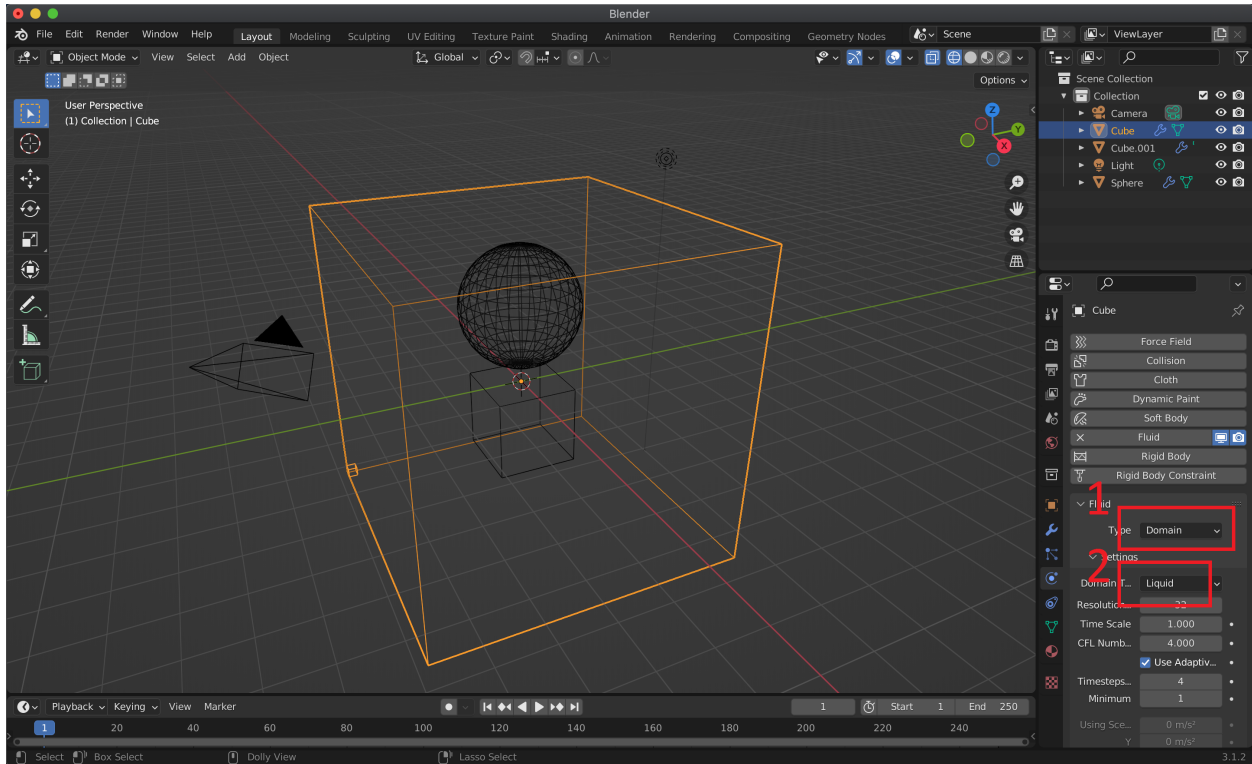 Blender
File Edit Render Window Help Layout Modeling Sculpting UV Editing Texture Paint Shading Animation Rendering Compositing Geometry Nodes Scene ViewLayer
Object Mode View Select Add Object Global
Options
User Perspective
(1) Collection | Cube
Z
Y
X
Scene Collection
Collection
Camera
Cube
Cube.001
Light
Sphere
Cube
Force Field
Collision
Cloth
Dynamic Paint
Soft Body
Fluid
Rigid Body
Rigid Body Constraint
1
Fluid
Type Domain
2
Settings
Domain T... Liquid
Resolution... 32
Time Scale 1.000
CFL Numb... 4.000
Use Adaptiv...
Timesteps... 4
Minimum 1
Using Sce... 0 m/s²
Y 0 m/s²
Playback Keying View Marker 1 Start 1 End 250
1 20 40 60 80 100 120 140 160 180 200 220 240
Select Box Select Dolly View Lasso Select 3.1.2